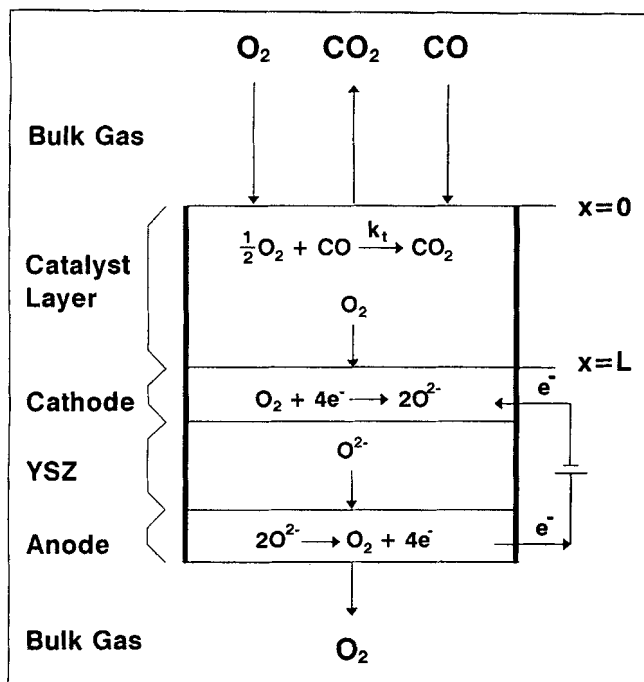 O₂ CO₂ CO
Bulk Gas
x=0
kₜ
½O₂ + CO ⟶ CO₂
Catalyst
Layer
O₂
x=L
e⁻
Cathode
O₂ + 4e⁻ ⟶ 2O²⁻
YSZ
O²⁻
Anode
2O²⁻ ⟶ O₂ + 4e⁻
e⁻
Bulk Gas
O₂